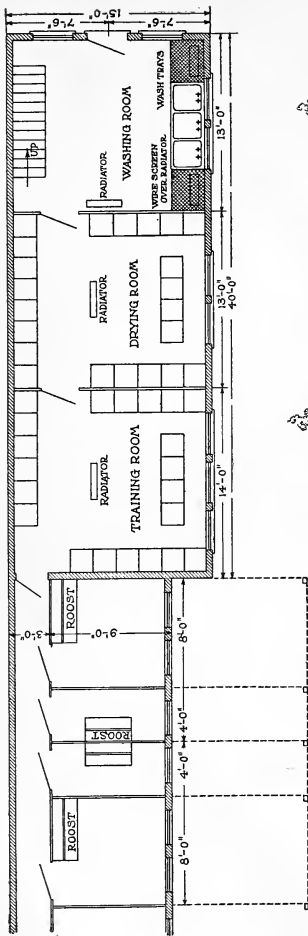 7'-6"
7'-6"
15'-0"
UP
WASHING ROOM
RADIATOR
WIRE SCREEN
OVER RADIATOR
WASH TRAYS
13'-0"
RADIATOR
DRYING ROOM
13'-0"
40'-0"
RADIATOR
TRAINING ROOM
14'-0"
ROOST
3'-0"
9'-0"
8'-0"
ROOST
4'-0"
4'-0"
ROOST
8'-0"